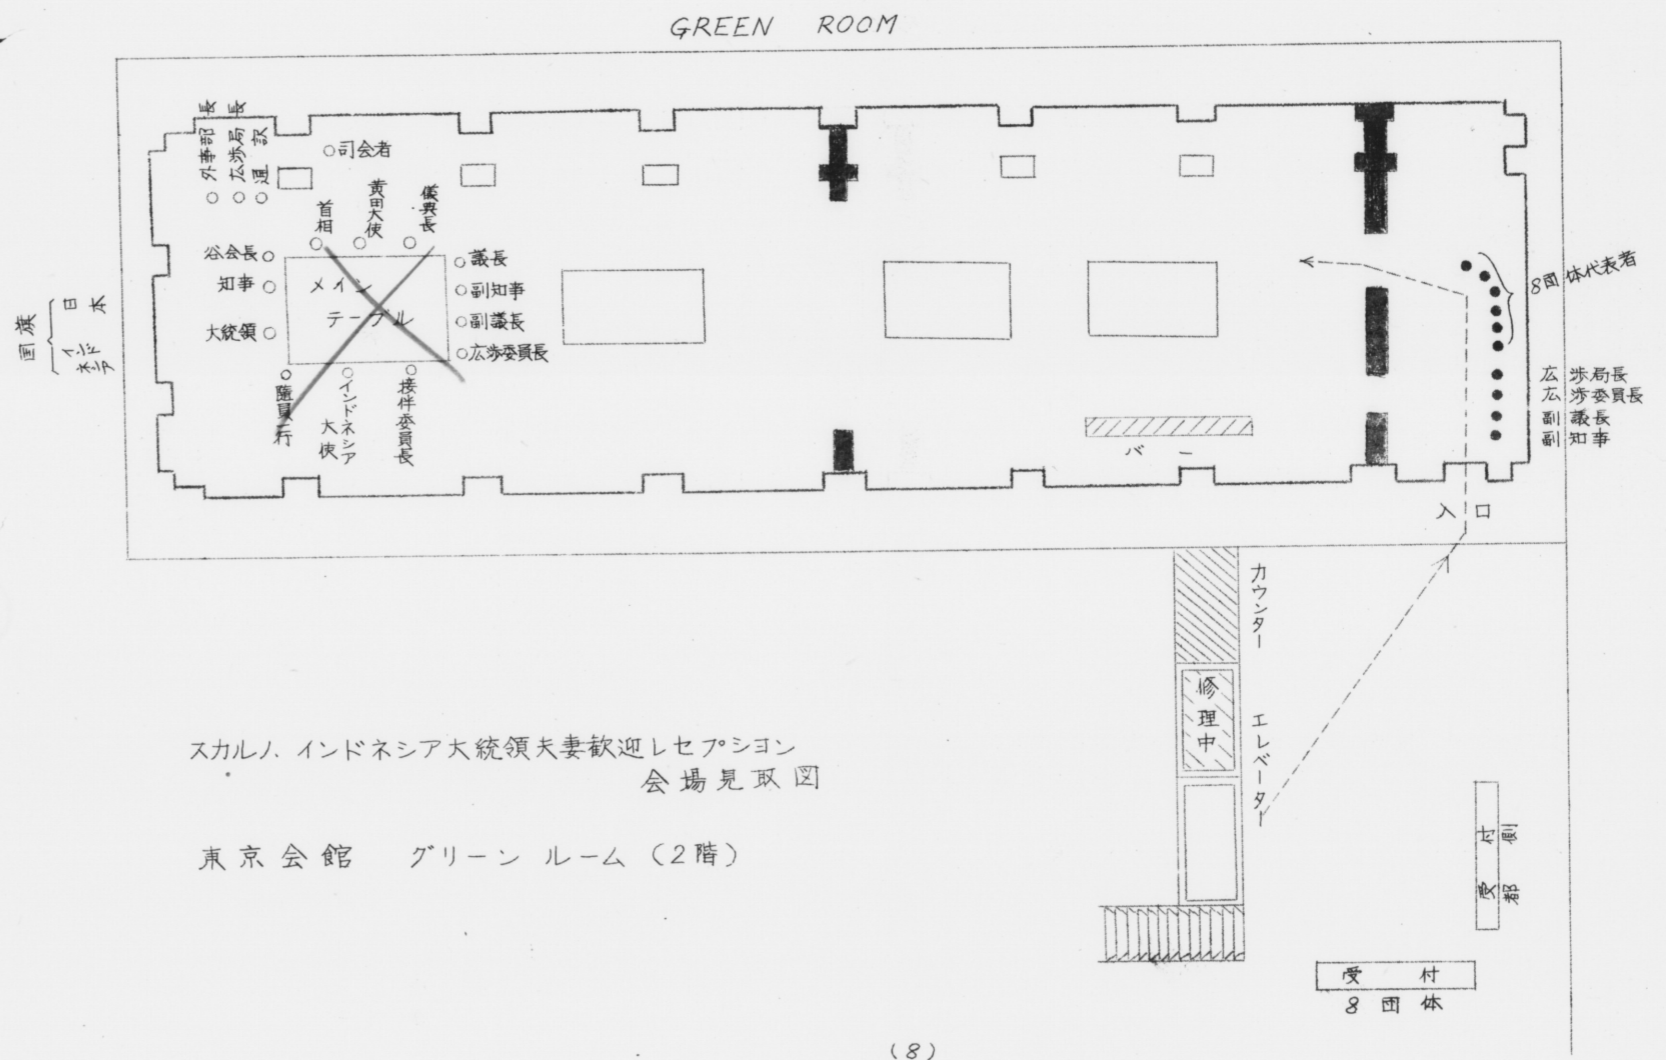 GREEN ROOM
外事部長
広渉局長
通訳
司会者
首相
黄田大使
儀典長
谷会長
知事
大統領
メイン
テーブル
議長
副知事
副議長
広渉委員長
随員一行
インドネシア
大使
接伴委員長
国旗
日本
インドネシア
8団体代表者
広渉局長
広渉委員長
副議長
副知事
バー
入口
カウンター
修理中
エレベーター
スカルノ、インドネシア大統領夫妻歓迎レセプション
会場見取図
東京会館 グリーン ルーム (2階)
受付
都側
受付
8団体
(8)